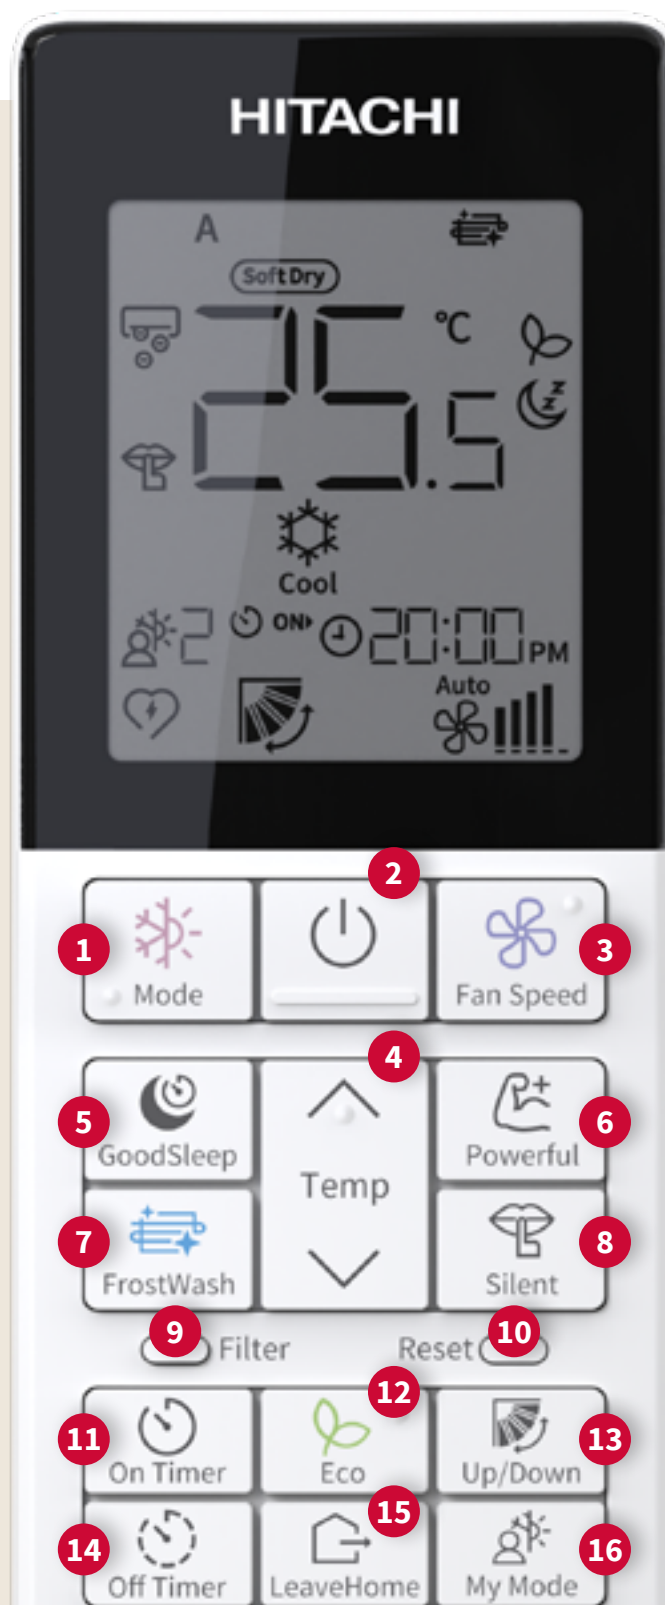 HITACHI
A
SoftDry
25.5 °C
Cool
2 ON 20:00 PM
Auto
2
1 3
Mode Fan Speed
4
5 6
GoodSleep Powerful
Temp
7 8
FrostWash Silent
9 Filter Reset 10
12
11 13
On Timer Eco Up/Down
15
14 16
Off Timer LeaveHome My Mode